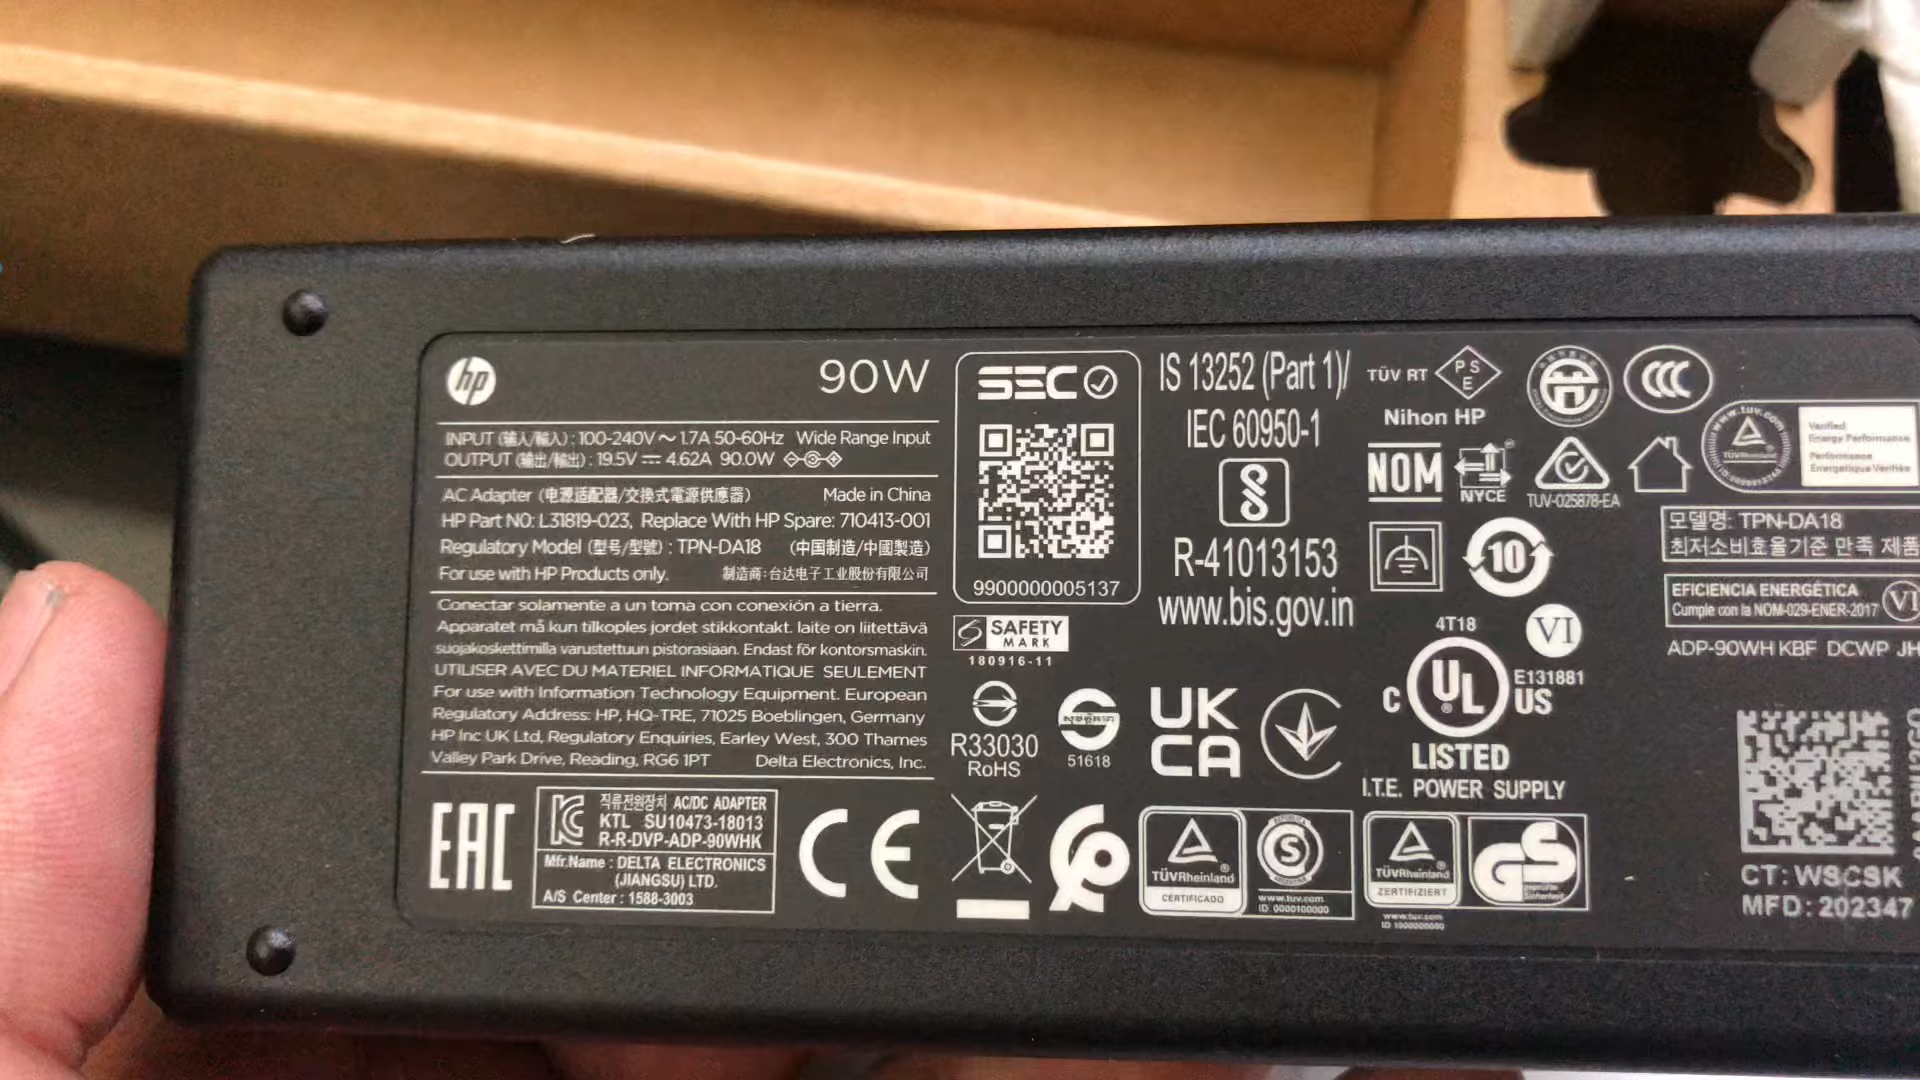 hp
90W
INPUT (输入/輸入) : 100-240V ~ 1.7A 50-60Hz Wide Range Input
OUTPUT (输出/輸出) : 19.5V ⎓ 4.62A 90.0W
AC Adapter (电源适配器/交換式電源供應器) Made in China
HP Part NO: L31819-023, Replace With HP Spare: 710413-001
Regulatory Model (型号/型號) : TPN-DA18 (中国制造/中國製造)
For use with HP Products only. 制造商:台达电子工业股份有限公司
Conectar solamente a un toma con conexión a tierra.
Apparatet må kun tilkoples jordet stikkontakt. laite on liitettävä
suojakoskettimilla varustettuun pistorasiaan. Endast för kontorsmaskin.
UTILISER AVEC DU MATERIEL INFORMATIQUE SEULEMENT
For use with Information Technology Equipment. European
Regulatory Address: HP, HQ-TRE, 71025 Boeblingen, Germany
HP Inc UK Ltd, Regulatory Enquiries, Earley West, 300 Thames
Valley Park Drive, Reading, RG6 1PT Delta Electronics, Inc.
EAC
직류전원장치 AC/DC ADAPTER
KTL SU10473-18013
R-R-DVP-ADP-90WHK
Mfr.Name : DELTA ELECTRONICS
(JIANGSU) LTD.
A/S Center : 1588-3003
CE
SEC
9900000005137
SAFETY
MARK
180916-11
R33030
RoHS
51618
UK
CA
IS 13252 (Part 1)/
IEC 60950-1
R-41013153
www.bis.gov.in
TÜV RT
PS
E
Nihon HP
CCC
NOM
NYCE
TUV-025878-EA
www.tuv.com
TÜVRheinland
Verified
Energy Performance
Performance
Énergétique Vérifiée
10
모델명: TPN-DA18
최저소비효율기준 만족 제품
EFICIENCIA ENERGÉTICA
Cumple con la NOM-029-ENER-2017
VI
ADP-90WH KBF DCWP JH
VI
4T18
C UL US
E131881
LISTED
I.T.E. POWER SUPPLY
TÜVRheinland
CERTIFICADO
S
www.tuv.com
ID 0000100000
TÜVRheinland
ZERTIFIZIERT
GS
geprüfte
Sicherheit
www.tuv.com
ID 1000000000
CT: WSCSK
MFD: 202347